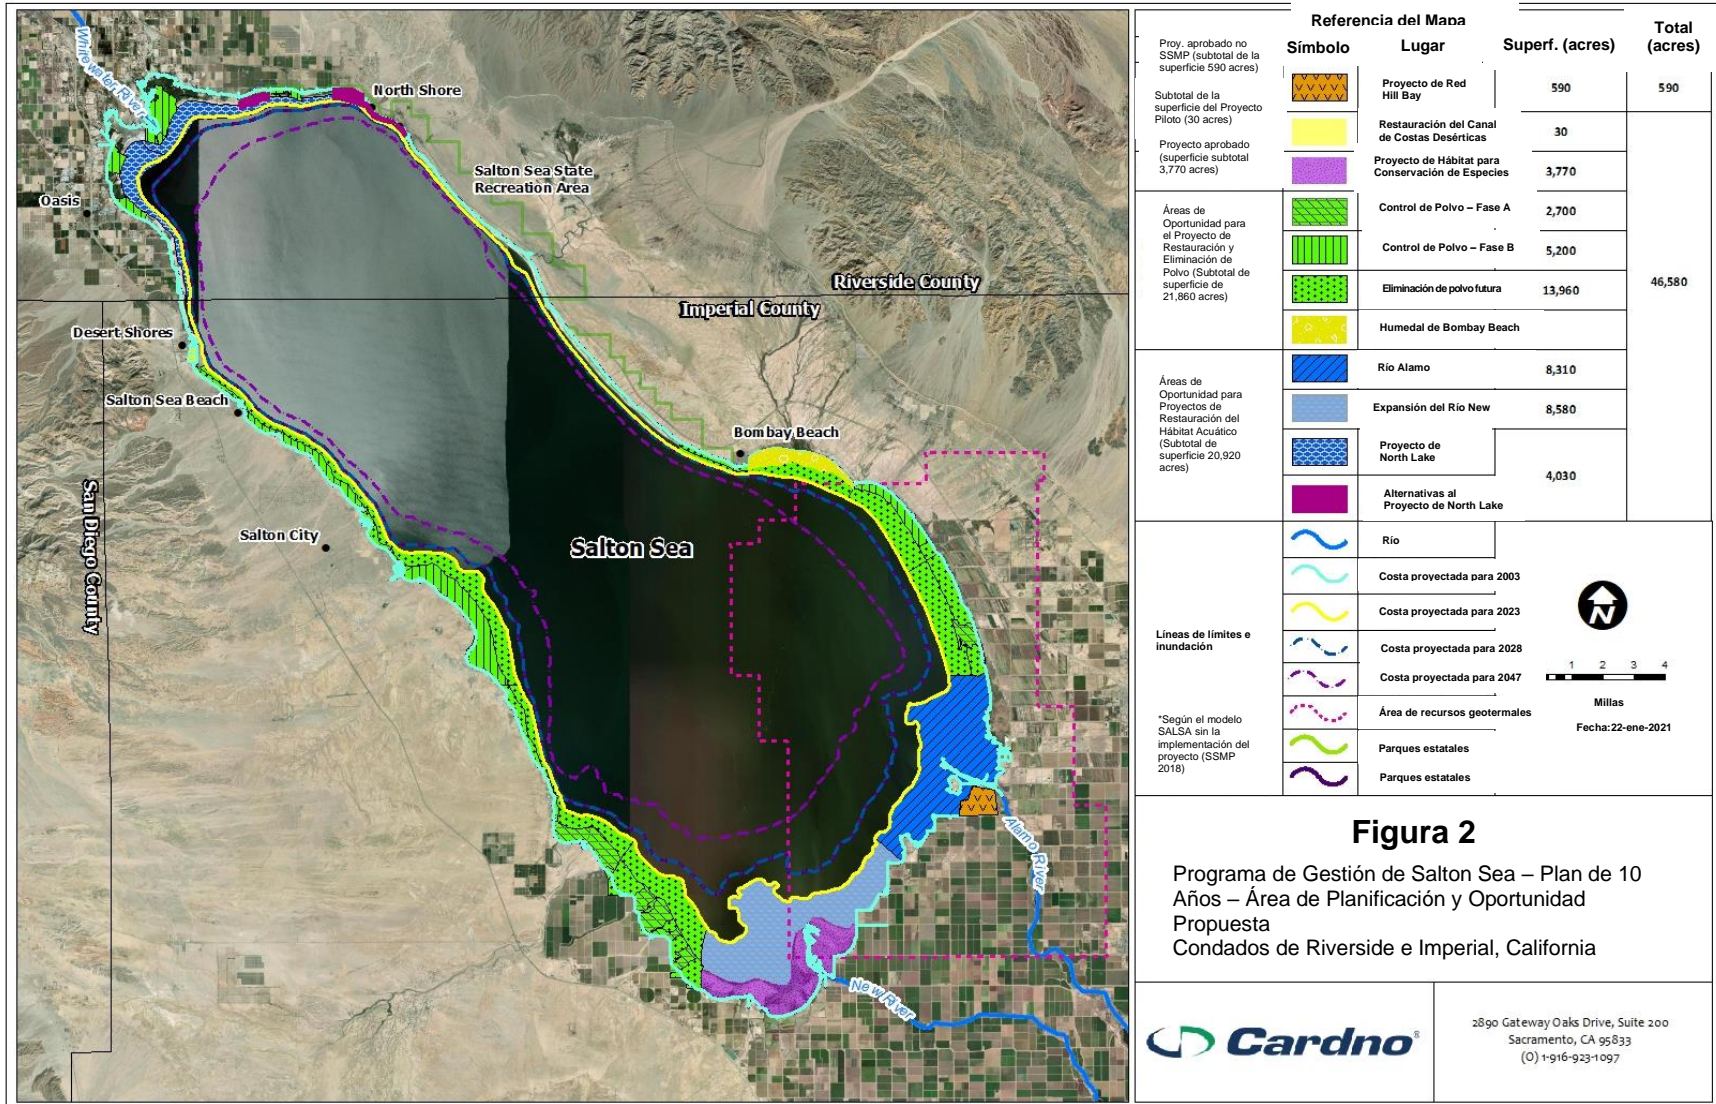 Whitewater River
North Shore
Salton Sea State
Recreation Area
Oasis
Riverside County
Imperial County
Desert Shores
Salton Sea Beach
Bombay Beach
San Diego County
Salton City
Salton Sea
Alamo River
New River
Referencia del Mapa
Símbolo
Lugar
Superf. (acres)
Total
(acres)
Proy. aprobado no
SSMP (subtotal de la
superficie 590 acres)
Proyecto de Red
Hill Bay
590
590
Subtotal de la
superficie del Proyecto
Piloto (30 acres)
Restauración del Canal
de Costas Desérticas
30
Proyecto aprobado
(superficie subtotal
3,770 acres)
Proyecto de Hábitat para
Conservación de Especies
3,770
Áreas de
Oportunidad para
el Proyecto de
Restauración y
Eliminación de
Polvo (Subtotal de
superficie de
21,860 acres)
Control de Polvo – Fase A
2,700
Control de Polvo – Fase B
5,200
Eliminación de polvo futura
13,960
46,580
Humedal de Bombay Beach
Áreas de
Oportunidad para
Proyectos de
Restauración del
Hábitat Acuático
(Subtotal de
superficie 20,920
acres)
Río Alamo
8,310
Expansión del Río New
8,580
Proyecto de
North Lake
4,030
Alternativas al
Proyecto de North Lake
Líneas de límites e
inundación
Río
Costa proyectada para 2003
Costa proyectada para 2023
Costa proyectada para 2028
Costa proyectada para 2047
Área de recursos geotermales
Parques estatales
Parques estatales
*Según el modelo
SALSA sin la
implementación del
proyecto (SSMP
2018)
N
1 2 3 4
Millas
Fecha:22-ene-2021
Figura 2
Programa de Gestión de Salton Sea – Plan de 10
Años – Área de Planificación y Oportunidad
Propuesta
Condados de Riverside e Imperial, California
Cardno®
2890 Gateway Oaks Drive, Suite 200
Sacramento, CA 95833
(O) 1-916-923-1097